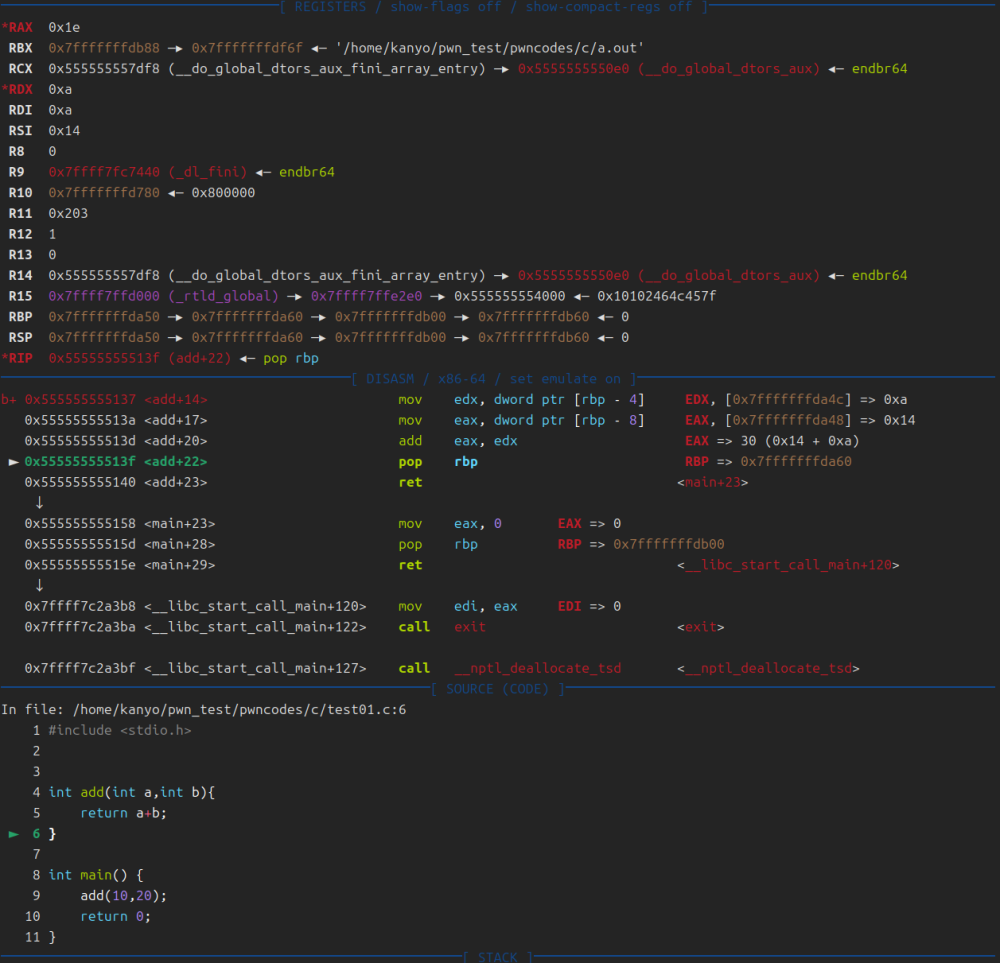 [ REGISTERS / show-flags off / show-compact-regs off ]
*RAX  0x1e
 RBX  0x7fffffffdb88 —▸ 0x7fffffffdf6f ◂— '/home/kanyo/pwn_test/pwncodes/c/a.out'
 RCX  0x555555557df8 (__do_global_dtors_aux_fini_array_entry) —▸ 0x5555555550e0 (__do_global_dtors_aux) ◂— endbr64
*RDX  0xa
 RDI  0xa
 RSI  0x14
 R8   0
 R9   0x7ffff7fc7440 (_dl_fini) ◂— endbr64
 R10  0x7fffffffd780 ◂— 0x800000
 R11  0x203
 R12  1
 R13  0
 R14  0x555555557df8 (__do_global_dtors_aux_fini_array_entry) —▸ 0x5555555550e0 (__do_global_dtors_aux) ◂— endbr64
 R15  0x7ffff7ffd000 (_rtld_global) —▸ 0x7ffff7ffe2e0 —▸ 0x555555554000 ◂— 0x10102464c457f
 RBP  0x7fffffffda50 —▸ 0x7fffffffda60 —▸ 0x7fffffffdb00 —▸ 0x7fffffffdb60 ◂— 0
 RSP  0x7fffffffda50 —▸ 0x7fffffffda60 —▸ 0x7fffffffdb00 —▸ 0x7fffffffdb60 ◂— 0
*RIP  0x55555555513f (add+22) ◂— pop rbp
[ DISASM / x86-64 / set emulate on ]
b+ 0x555555555137 <add+14>    mov    edx, dword ptr [rbp - 4]    EDX, [0x7fffffffda4c] => 0xa
   0x55555555513a <add+17>    mov    eax, dword ptr [rbp - 8]    EAX, [0x7fffffffda48] => 0x14
   0x55555555513d <add+20>    add    eax, edx    EAX => 30 (0x14 + 0xa)
 ► 0x55555555513f <add+22>    pop    rbp    RBP => 0x7fffffffda60
   0x555555555140 <add+23>    ret    <main+23>
    ↓
   0x555555555158 <main+23>    mov    eax, 0    EAX => 0
   0x55555555515d <main+28>    pop    rbp    RBP => 0x7fffffffdb00
   0x55555555515e <main+29>    ret    <__libc_start_call_main+120>
    ↓
   0x7ffff7c2a3b8 <__libc_start_call_main+120>    mov    edi, eax    EDI => 0
   0x7ffff7c2a3ba <__libc_start_call_main+122>    call   exit    <exit>
   0x7ffff7c2a3bf <__libc_start_call_main+127>    call   __nptl_deallocate_tsd    <__nptl_deallocate_tsd>
[ SOURCE (CODE) ]
In file: /home/kanyo/pwn_test/pwncodes/c/test01.c:6
    1 #include <stdio.h>
    2
    3
    4 int add(int a,int b){
    5     return a+b;
 ►  6 }
    7
    8 int main() {
    9     add(10,20);
   10     return 0;
   11 }
[ STACK ]